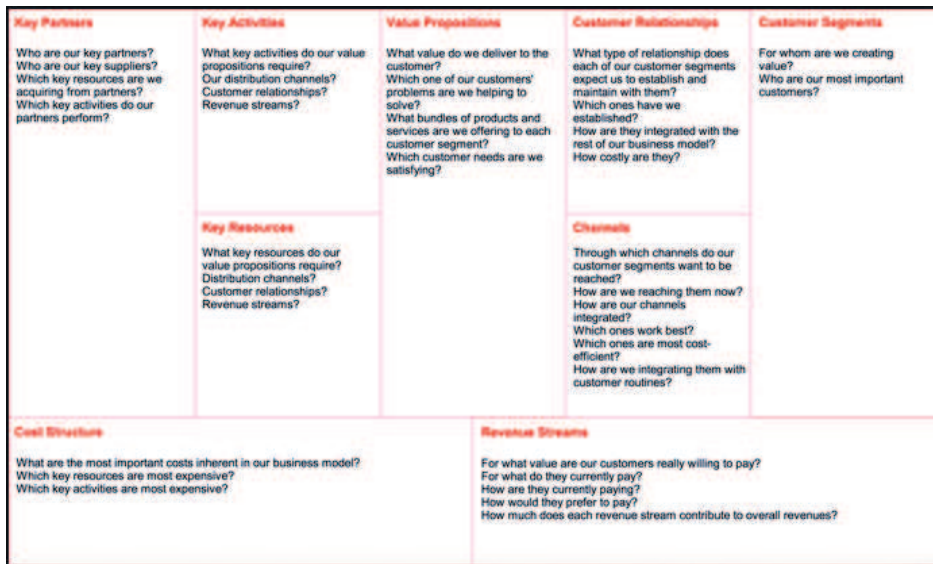 Key Partners
Who are our key partners?
Who are our key suppliers?
Which key resources are we
acquiring from partners?
Which key activities do our
partners perform?
Key Activities
What key activities do our value
propositions require?
Our distribution channels?
Customer relationships?
Revenue streams?
Key Resources
What key resources do our
value propositions require?
Distribution channels?
Customer relationships?
Revenue streams?
Value Propositions
What value do we deliver to the
customer?
Which one of our customers'
problems are we helping to
solve?
What bundles of products and
services are we offering to each
customer segment?
Which customer needs are we
satisfying?
Customer Relationships
What type of relationship does
each of our customer segments
expect us to establish and
maintain with them?
Which ones have we
established?
How are they integrated with the
rest of our business model?
How costly are they?
Channels
Through which channels do our
customer segments want to be
reached?
How are we reaching them now?
How are our channels
integrated?
Which ones work best?
Which ones are most cost-
efficient?
How are we integrating them with
customer routines?
Customer Segments
For whom are we creating
value?
Who are our most important
customers?
Cost Structure
What are the most important costs inherent in our business model?
Which key resources are most expensive?
Which key activities are most expensive?
Revenue Streams
For what value are our customers really willing to pay?
For what do they currently pay?
How are they currently paying?
How would they prefer to pay?
How much does each revenue stream contribute to overall revenues?